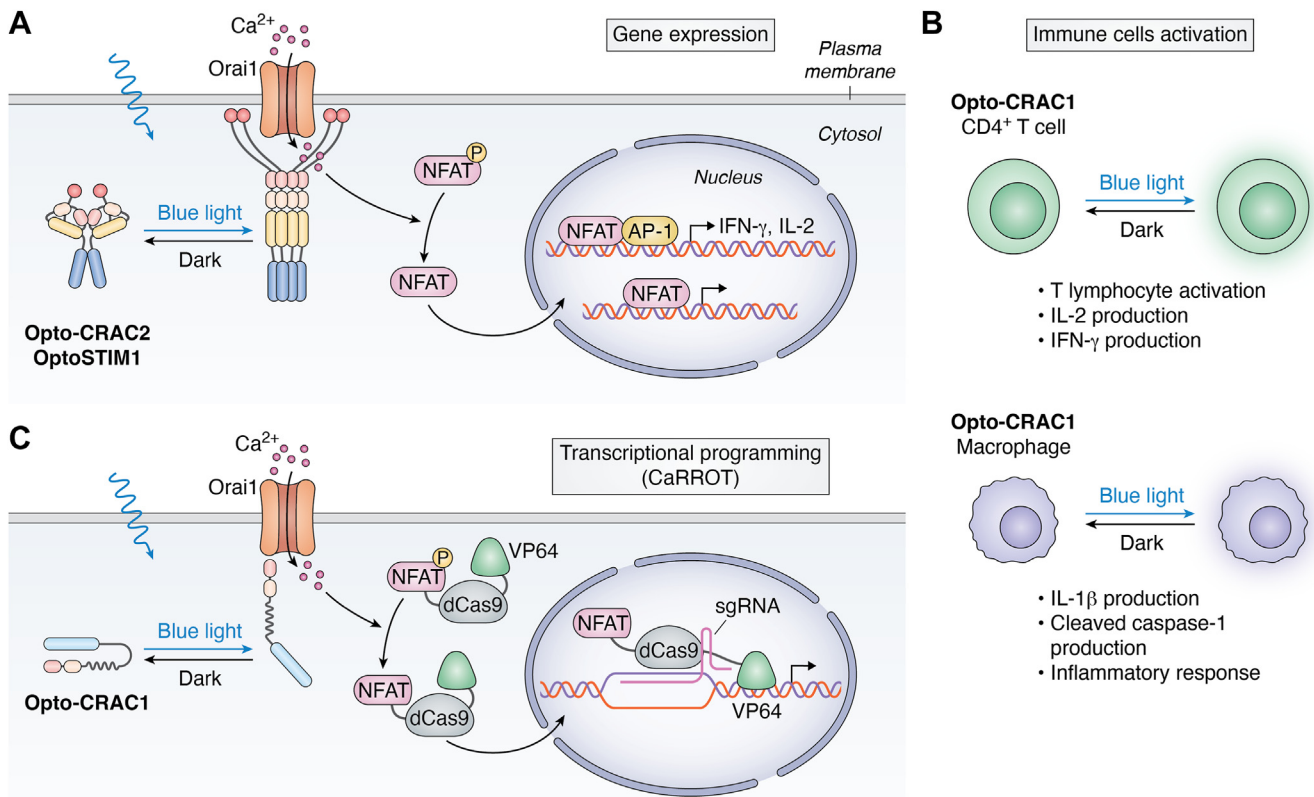 A
Ca2+
Orai1
Gene expression
Plasma
membrane
Cytosol
P
NFAT
Nucleus
NFAT
AP-1
IFN-γ, IL-2
Blue light
Dark
NFAT
NFAT
Opto-CRAC2
OptoSTIM1
B
Immune cells activation
Opto-CRAC1
CD4+ T cell
Blue light
Dark
• T lymphocyte activation
• IL-2 production
• IFN-γ production
Opto-CRAC1
Macrophage
Blue light
Dark
• IL-1β production
• Cleaved caspase-1
production
• Inflammatory response
C
Ca2+
Orai1
Transcriptional programming
(CaRROT)
P
VP64
NFAT
dCas9
sgRNA
NFAT
dCas9
Blue light
Dark
Opto-CRAC1
NFAT
dCas9
VP64